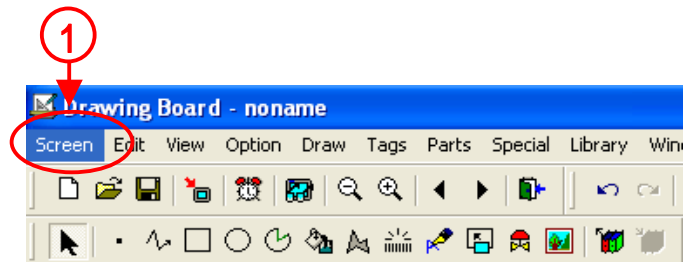 1
Drawing Board - noname
Screen Edit View Option Draw Tags Parts Special Library